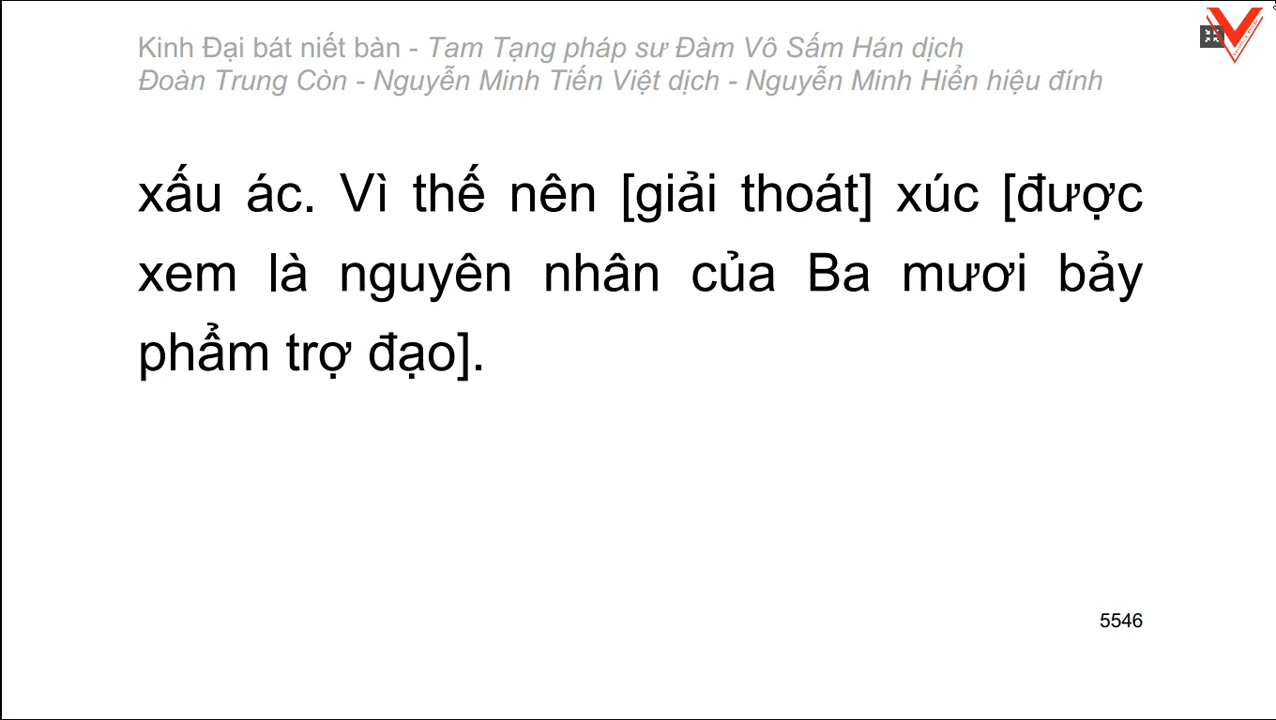 Kinh Đại bát niết bàn - Tam Tạng pháp sư Đàm Vô Sấm Hán dịch
Đoàn Trung Còn - Nguyễn Minh Tiến Việt dịch - Nguyễn Minh Hiển hiệu đính
xấu ác. Vì thế nên [giải thoát] xúc [được
xem là nguyên nhân của Ba mươi bảy
phẩm trợ đạo].
5546